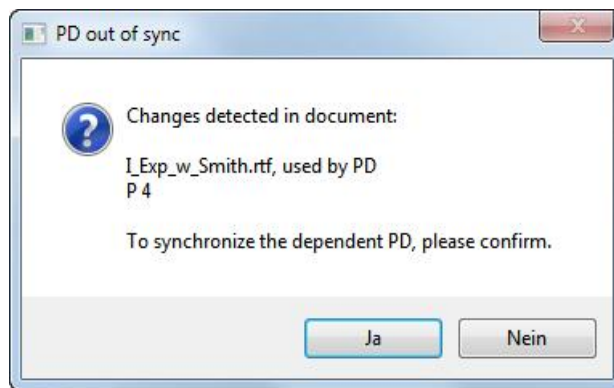 PD out of sync
Changes detected in document:
I_Exp_w_Smith.rtf, used by PD
P 4
To synchronize the dependent PD, please confirm.
Ja
Nein